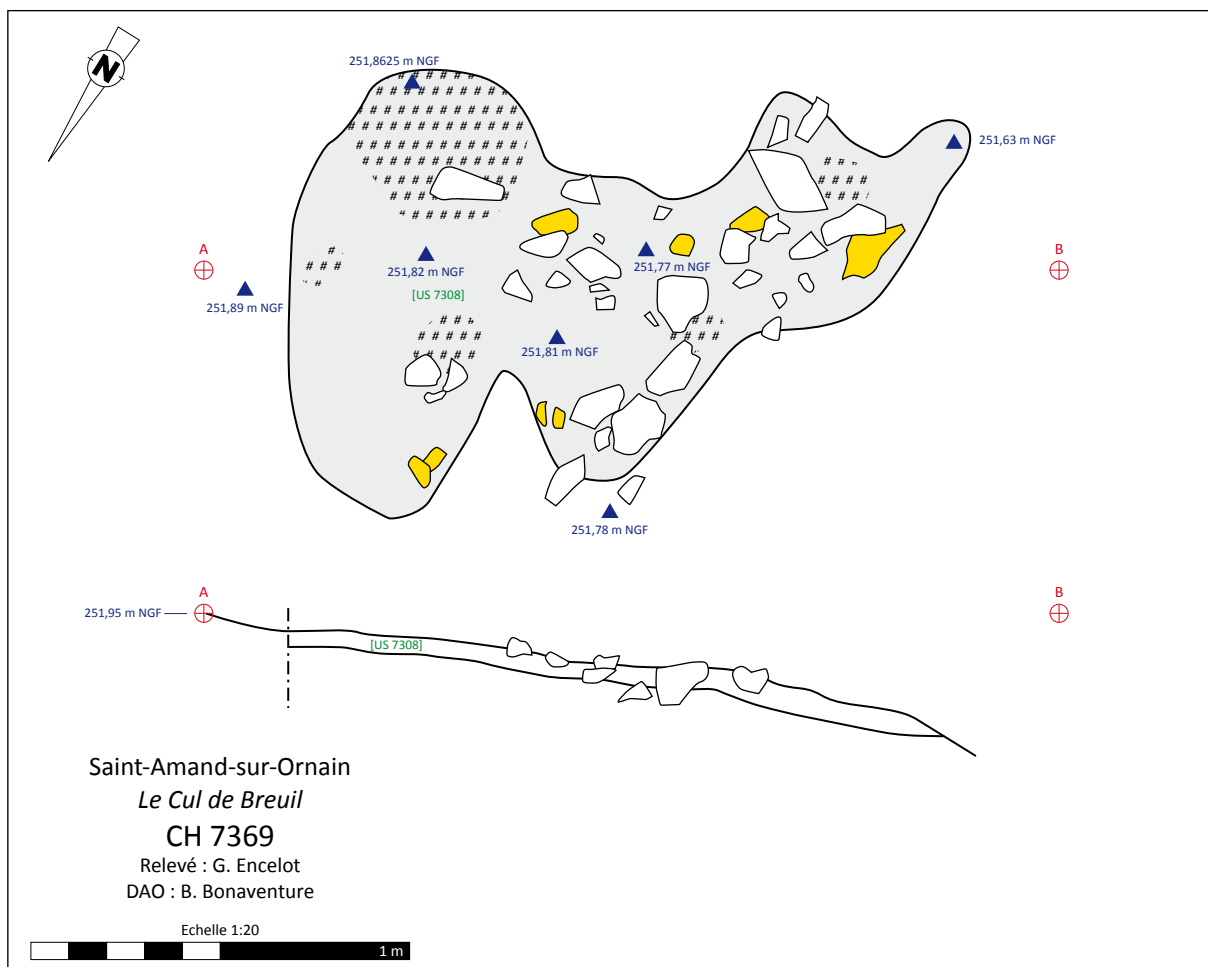 N
251,8625 m NGF
251,63 m NGF
A
B
251,82 m NGF
251,77 m NGF
[US 7308]
251,89 m NGF
251,81 m NGF
251,78 m NGF
A
B
251,95 m NGF
[US 7308]
Saint-Amand-sur-Ornain
Le Cul de Breuil
CH 7369
Relevé : G. Encelot
DAO : B. Bonaventure
Echelle 1:20
1 m